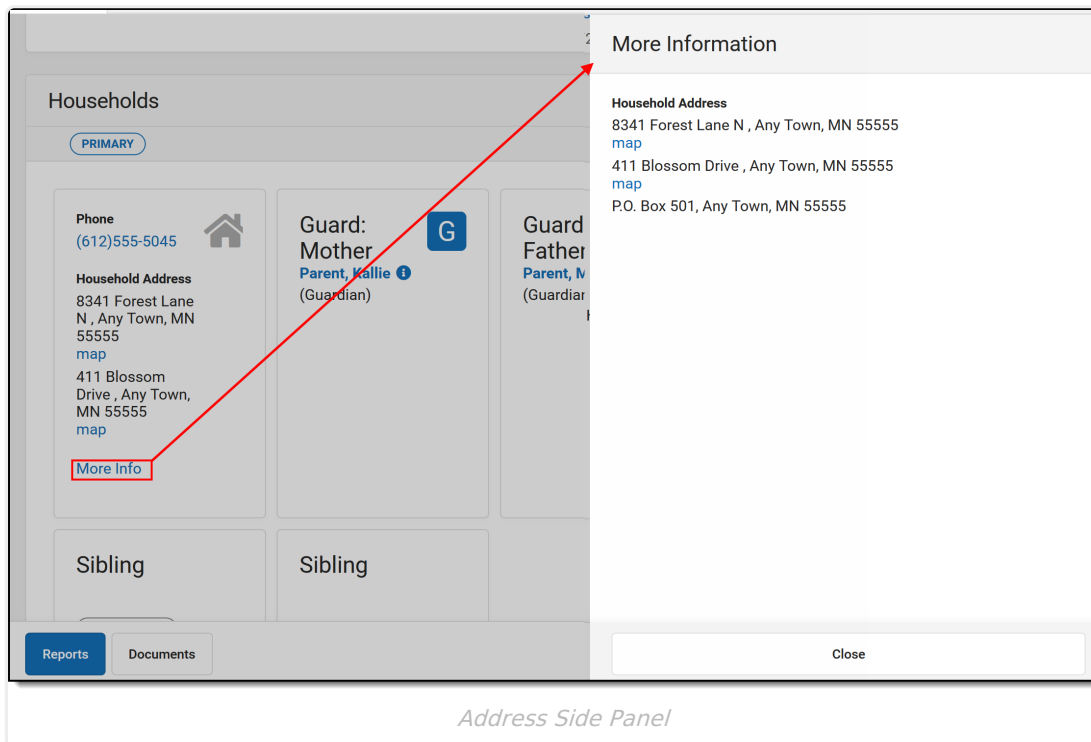 Households
PRIMARY
Phone
(612)555-5045
Household Address
8341 Forest Lane
N , Any Town, MN
55555
map
411 Blossom
Drive , Any Town,
MN 55555
map
More Info
Guard:
Mother
G
Parent, Kallie
(Guardian)
Guard
Father
Parent, M
(Guardian
Sibling
Sibling
Reports
Documents
More Information
Household Address
8341 Forest Lane N , Any Town, MN 55555
map
411 Blossom Drive , Any Town, MN 55555
map
P.O. Box 501, Any Town, MN 55555
Close
Address Side Panel